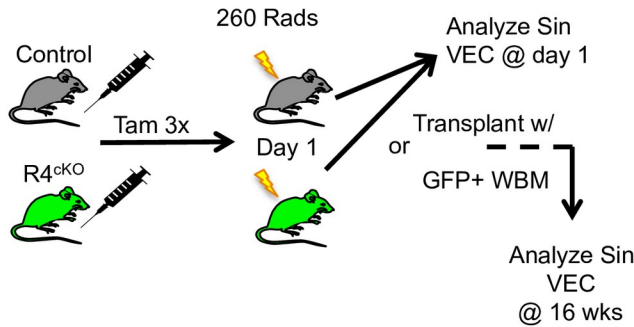 260 Rads
Control
Analyze Sin
VEC @ day 1
Tam 3x
Day 1
or
Transplant w/
R4cKO
GFP+ WBM
Analyze Sin
VEC
@ 16 wks